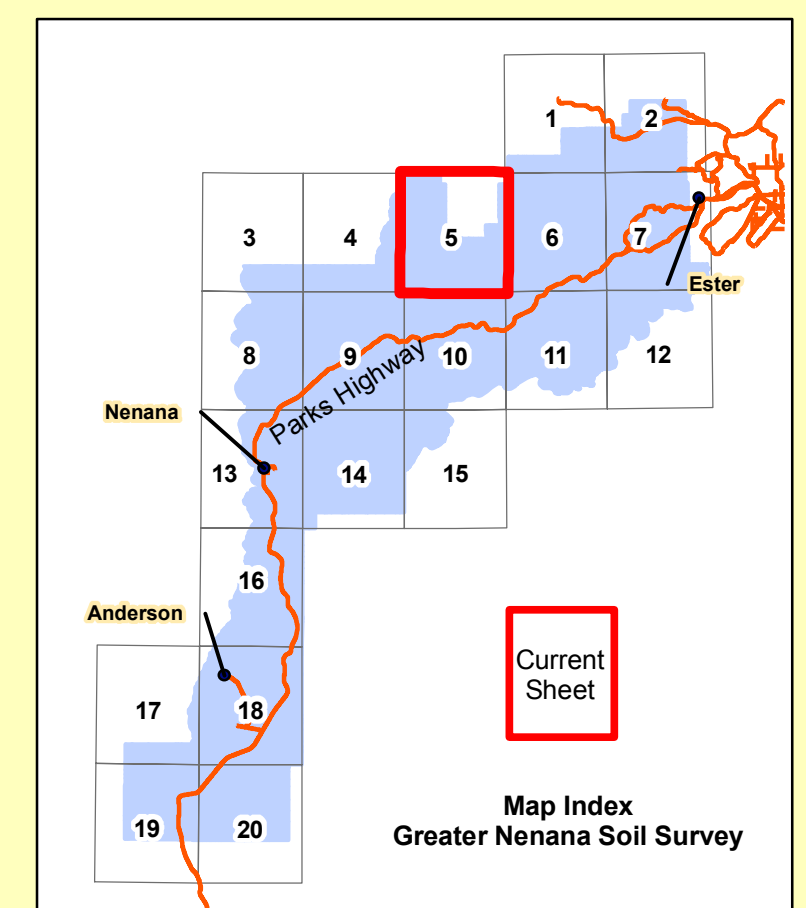 1
2
3
4
5
6
7
Ester
8
9
10
11
12
Parks Highway
Nenana
13
14
15
16
Anderson
17
18
19
20
Current
Sheet
Map Index
Greater Nenana Soil Survey